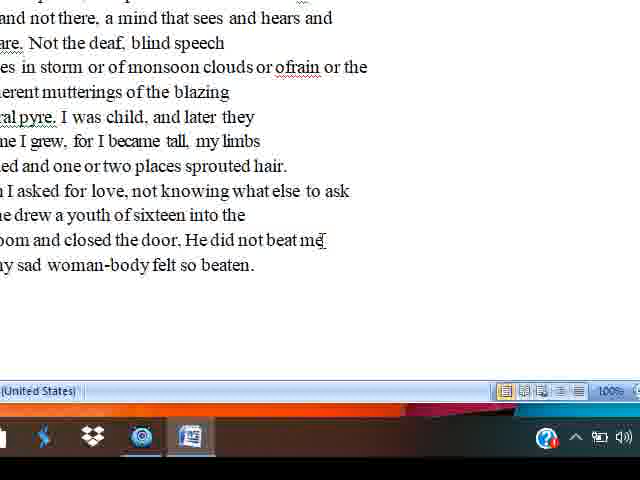 and not there, a mind that sees and hears and
are. Not the deaf, blind speech
es in storm or of monsoon clouds or ofrain or the
erent mutterings of the blazing
ral pyre. I was child, and later they
me I grew, for I became tall, my limbs
ed and one or two places sprouted hair.
I asked for love, not knowing what else to ask
he drew a youth of sixteen into the
oom and closed the door. He did not beat me
ny sad woman-body felt so beaten.
(United States)
100%